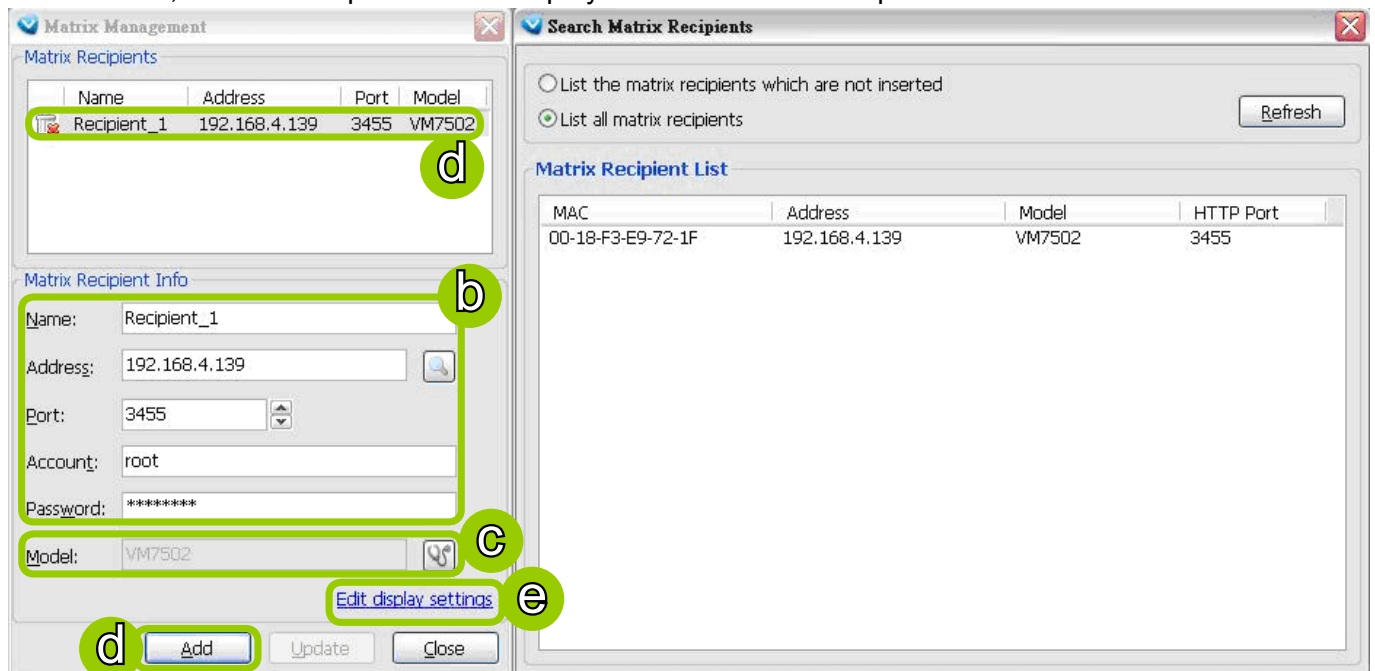 Matrix Management
Matrix Recipients
Name Address Port Model
Recipient_1 192.168.4.139 3455 VM7502
d
Matrix Recipient Info
b
Name: Recipient_1
Address: 192.168.4.139
Port: 3455
Account: root
Password: ********
c
Model: VM7502
Edit display settings
e
d
Add Update Close
Search Matrix Recipients
List the matrix recipients which are not inserted
List all matrix recipients
Refresh
Matrix Recipient List
MAC Address Model HTTP Port
00-18-F3-E9-72-1F 192.168.4.139 VM7502 3455